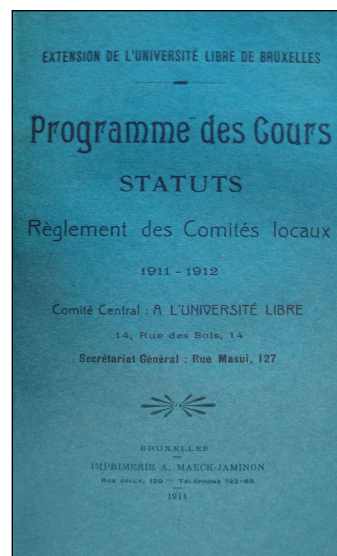 EXTENSION DE L'UNIVERSITÉ LIBRE DE BRUXELLES
Programme des Cours
STATUTS
Règlement des Comités locaux
1911 - 1912
Comité Central : A L'UNIVERSITÉ LIBRE
14, Rue des Sols, 14
Secrétariat Général : Rue Masui, 127
BRUXELLES
IMPRIMERIE A. MAECK-JAMINON
RUE JOLLY, 129 — TÉLÉPHONE 123-68
1911